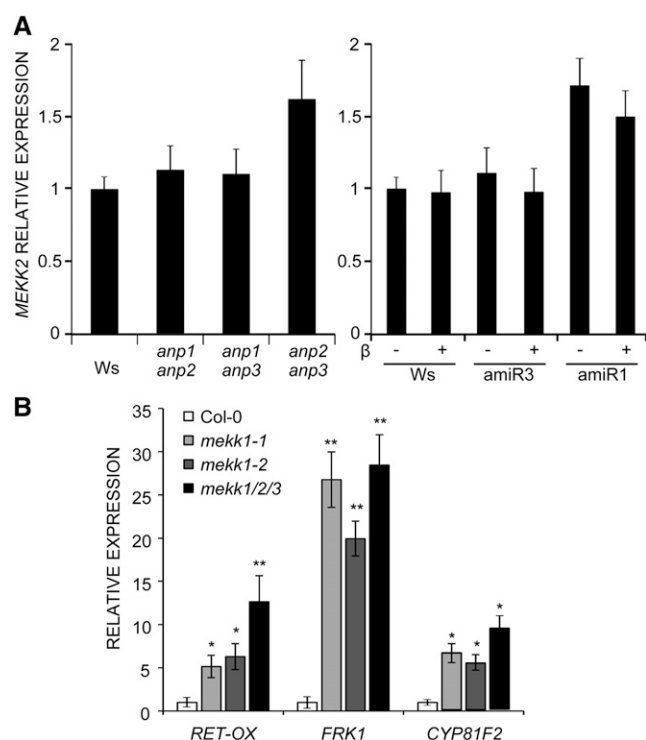 A
MEKK2 RELATIVE EXPRESSION
2
1.5
1
0.5
0
Ws
anp1 anp2
anp1 anp3
anp2 anp3
2
1.5
1
0.5
0
β - + - + - +
Ws amiR3 amiR1
B
RELATIVE EXPRESSION
35
30
25
20
15
10
5
0
Col-0
mekk1-1
mekk1-2
mekk1/2/3
* * **
** ** **
* * *
RET-OX FRK1 CYP81F2